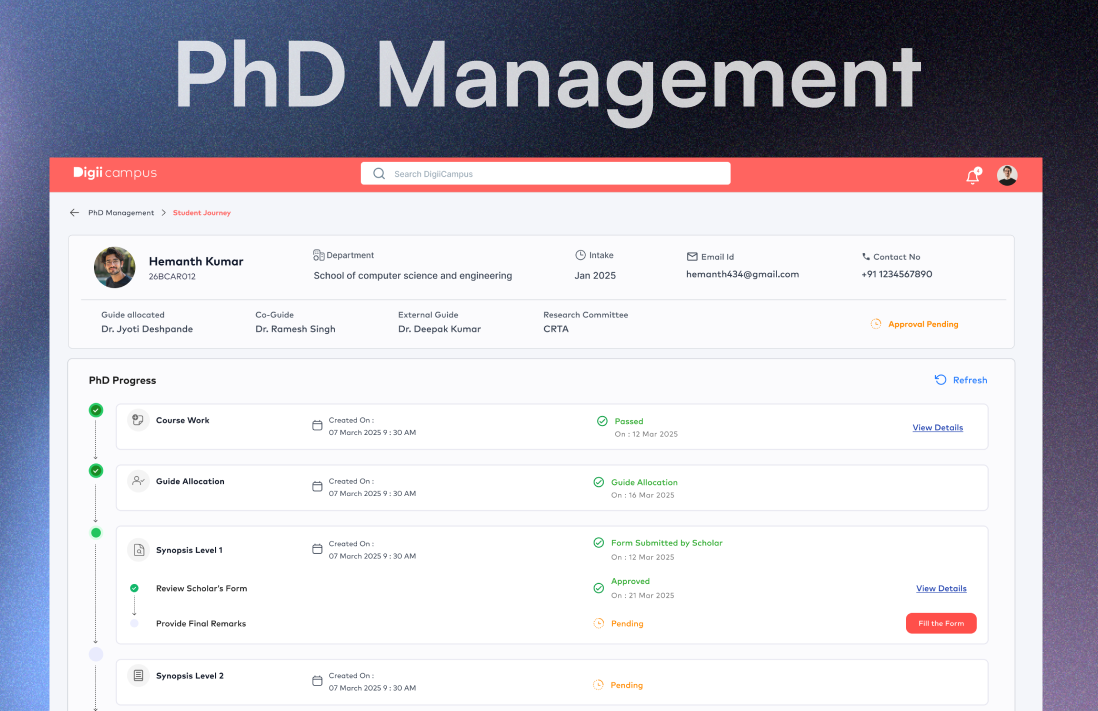 PhD Management
Digii campus
Search DigiiCampus
1
PhD Management > Student Journey
Hemanth Kumar
26BCAR012
Department
School of computer science and engineering
Intake
Jan 2025
Email Id
hemanth434@gmail.com
Contact No
+91 1234567890
Guide allocated
Dr. Jyoti Deshpande
Co-Guide
Dr. Ramesh Singh
External Guide
Dr. Deepak Kumar
Research Committee
CRTA
Approval Pending
PhD Progress
Refresh
Course Work
Created On :
07 March 2025 9 : 30 AM
Passed
On : 12 Mar 2025
View Details
Guide Allocation
Created On :
07 March 2025 9 : 30 AM
Guide Allocation
On : 16 Mar 2025
Synopsis Level 1
Created On :
07 March 2025 9 : 30 AM
Form Submitted by Scholar
On : 12 Mar 2025
Review Scholar's Form
Approved
On : 21 Mar 2025
View Details
Provide Final Remarks
Pending
Fill the Form
Synopsis Level 2
Created On :
07 March 2025 9 : 30 AM
Pending